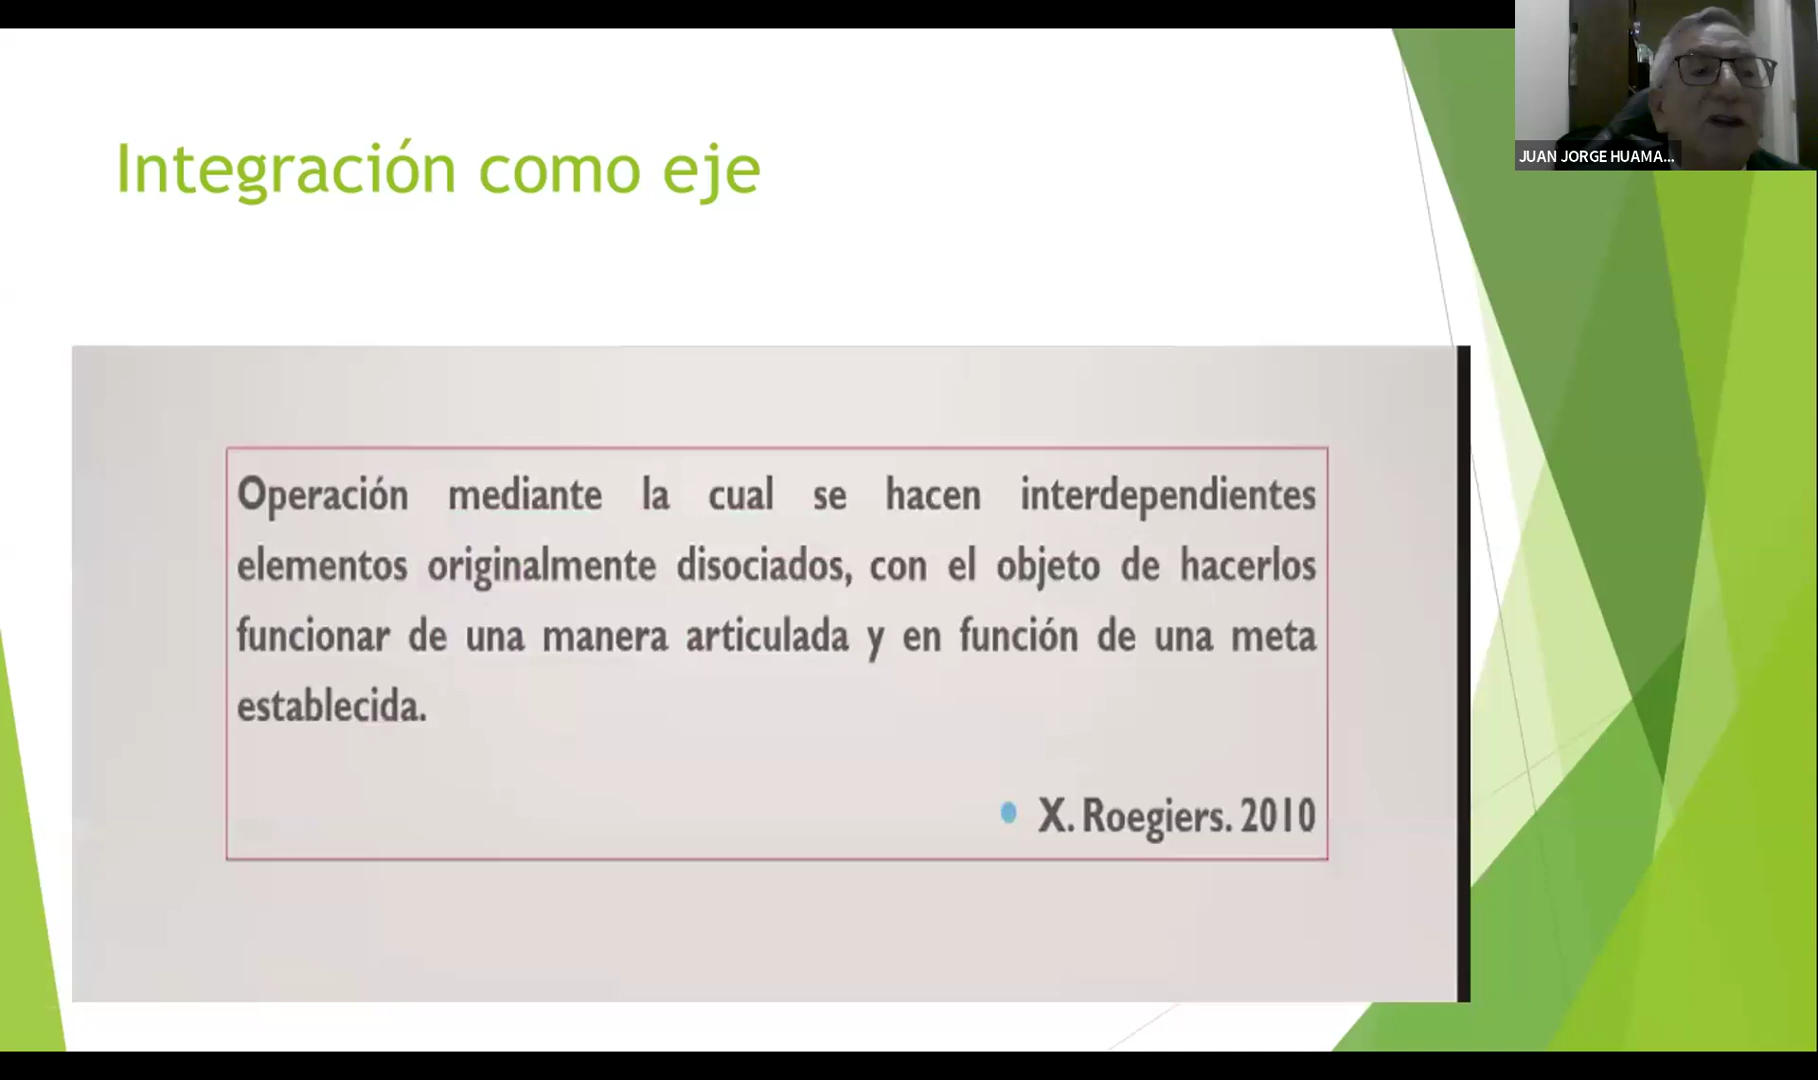 Integración como eje
JUAN JORGE HUAMA...
Operación mediante la cual se hacen interdependientes
elementos originalmente disociados, con el objeto de hacerlos
funcionar de una manera articulada y en función de una meta
establecida.
• X. Roegiers. 2010